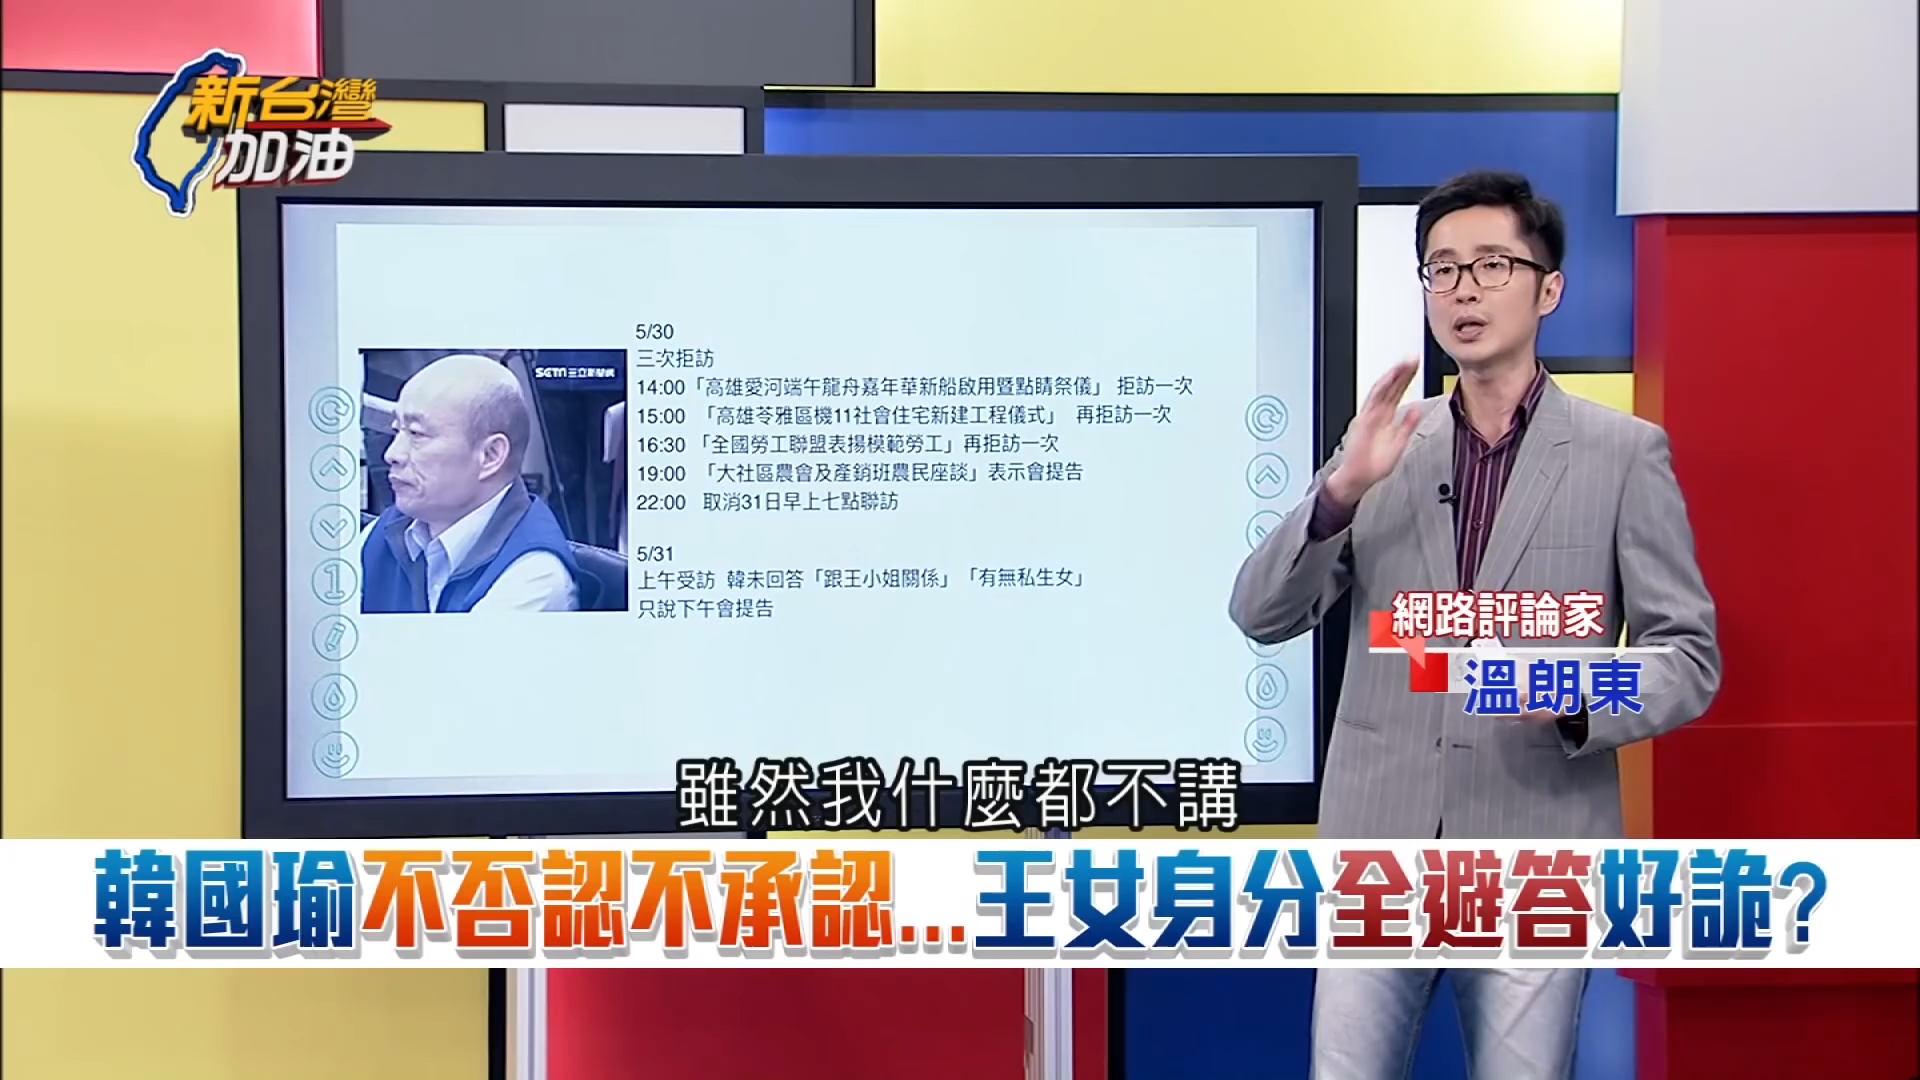 新台灣
加油
SETN三立新聞網
5/30
三次拒訪
14:00「高雄愛河端午龍舟嘉年華新船啟用暨點睛祭儀」 拒訪一次
15:00 「高雄苓雅區機11社會住宅新建工程儀式」 再拒訪一次
16:30 「全國勞工聯盟表揚模範勞工」再拒訪一次
19:00 「大社區農會及產銷班農民座談」表示會提告
22:00 取消31日早上七點聯訪
5/31
上午受訪 韓未回答「跟王小姐關係」「有無私生女」
只說下午會提告
1
網路評論家
溫朗東
雖然我什麼都不講
韓國瑜不否認不承認...王女身分全避答好詭?